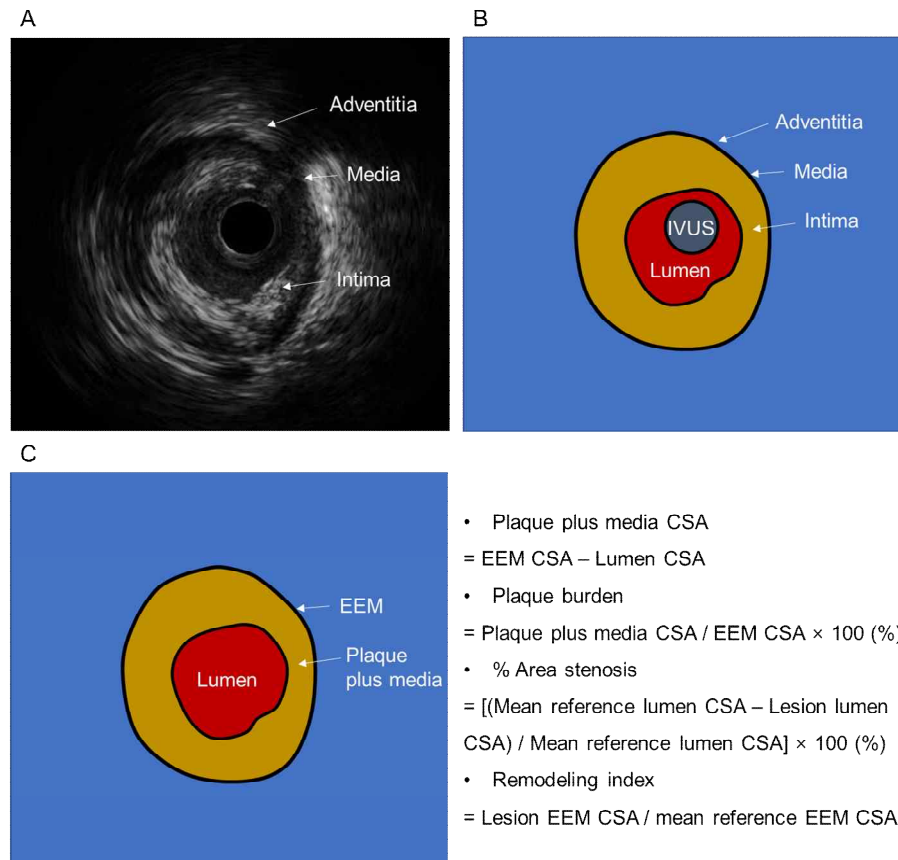 A
Adventitia
Media
Intima
B
Adventitia
Media
Intima
IVUS
Lumen
C
EEM
Plaque
plus media
Lumen
• Plaque plus media CSA
= EEM CSA – Lumen CSA
• Plaque burden
= Plaque plus media CSA / EEM CSA × 100 (%)
• % Area stenosis
= [(Mean reference lumen CSA – Lesion lumen
CSA) / Mean reference lumen CSA] × 100 (%)
• Remodeling index
= Lesion EEM CSA / mean reference EEM CSA